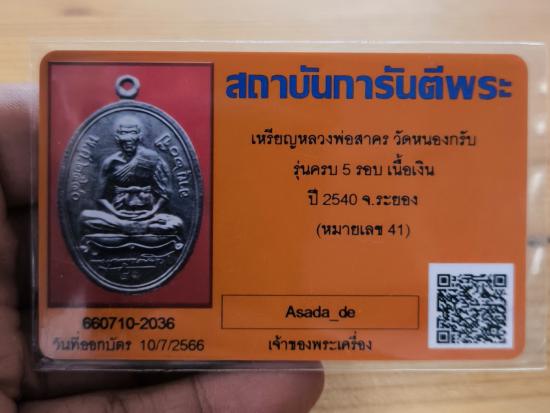 สถาบันการันตีพระ
เหรียญหลวงพ่อสาคร วัดหนองกรับ
รุ่นครบ 5 รอบ เนื้อเงิน
ปี 2540 จ.ระยอง
(หมายเลข 41)
Asada_de
เจ้าของพระเครื่อง
660710-2036
วันที่ออกบัตร 10/7/2566